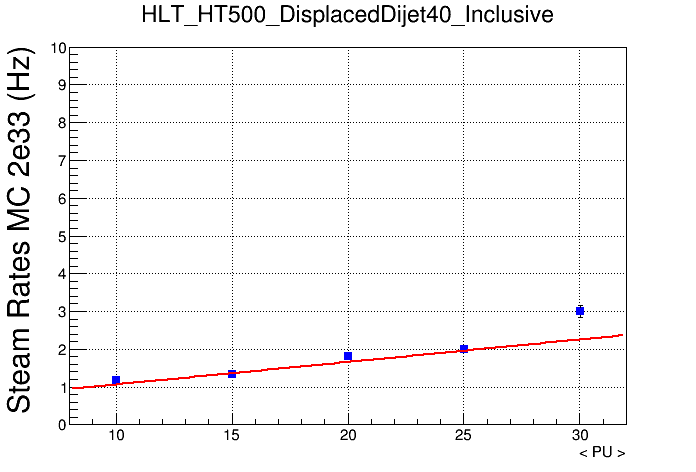 HLT_HT500_DisplacedDijet40_Inclusive
Steam Rates MC 2e33 (Hz)
10
9
8
7
6
5
4
3
2
1
0
10 15 20 25 30
< PU >